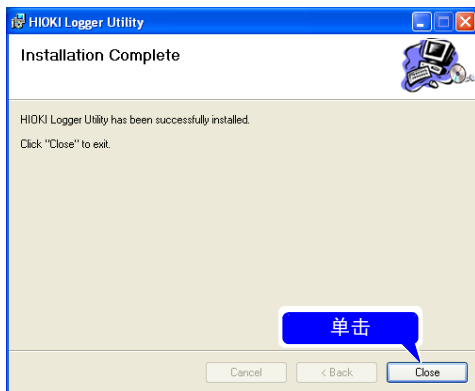 HIOKI Logger Utility
Installation Complete
HIOKI Logger Utility has been successfully installed.
Click "Close" to exit.
单击
Cancel
< Back
Close